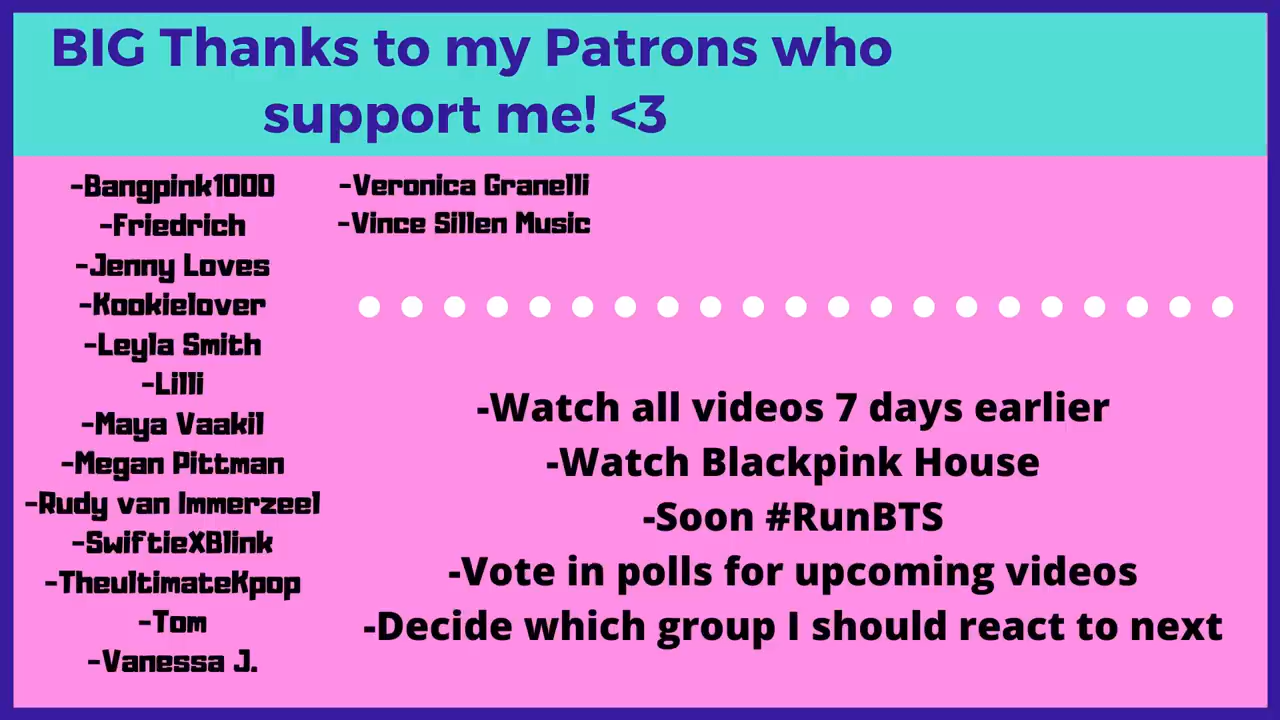 BIG Thanks to my Patrons who
support me! <3
-Bangpink1000
-Friedrich
-Jenny Loves
-Kookielover
-Leyla Smith
-Lilli
-Maya Vaakil
-Megan Pittman
-Rudy van Immerzeel
-SwiftieXBlink
-TheultimateKpop
-Tom
-Vanessa J.
-Veronica Granelli
-Vince Sillen Music
-Watch all videos 7 days earlier
-Watch Blackpink House
-Soon #RunBTS
-Vote in polls for upcoming videos
-Decide which group I should react to next